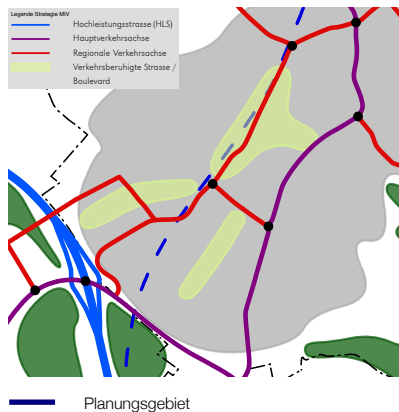 Legende Strategie MIV
Hochleistungsstrasse (HLS)
Hauptverkehrsachse
Regionale Verkehrsachse
Verkehrsberuhigte Strasse /
Boulevard
Planungsgebiet